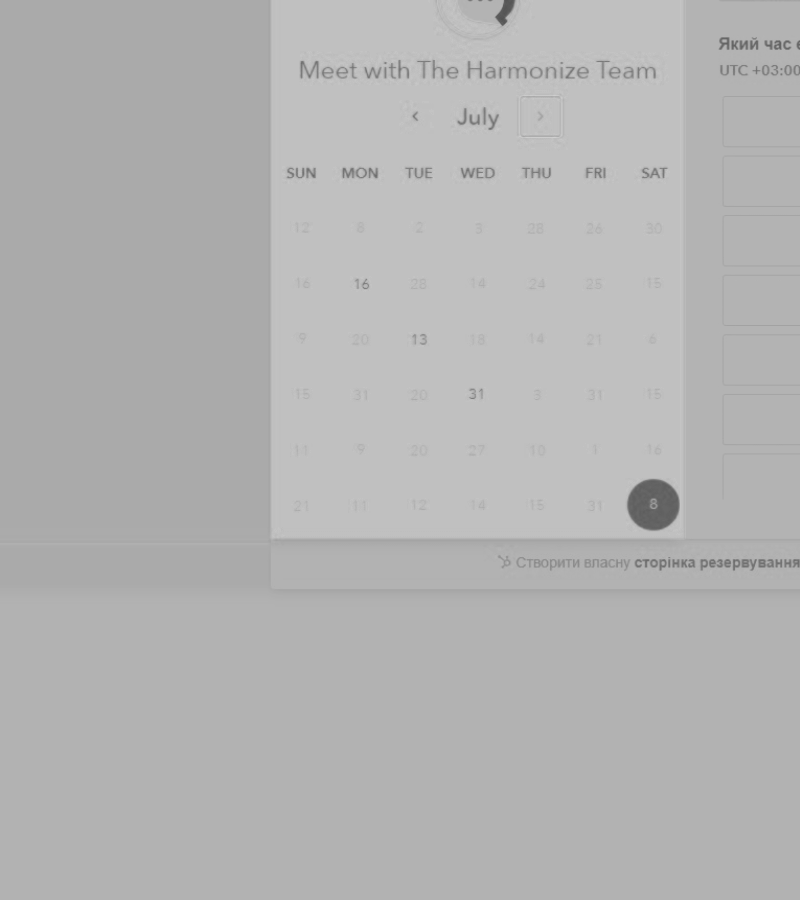 Який час
UTC +03:00
Meet with The Harmonize Team
‹ July ›
SUN MON TUE WED THU FRI SAT
12 8 2 3 28 26 30
16 16 28 14 24 25 15
9 20 13 18 14 21 6
15 31 20 31 3 31 15
11 9 20 27 10 1 16
21 11 12 14 15 31 8
Створити власну сторінка резервування